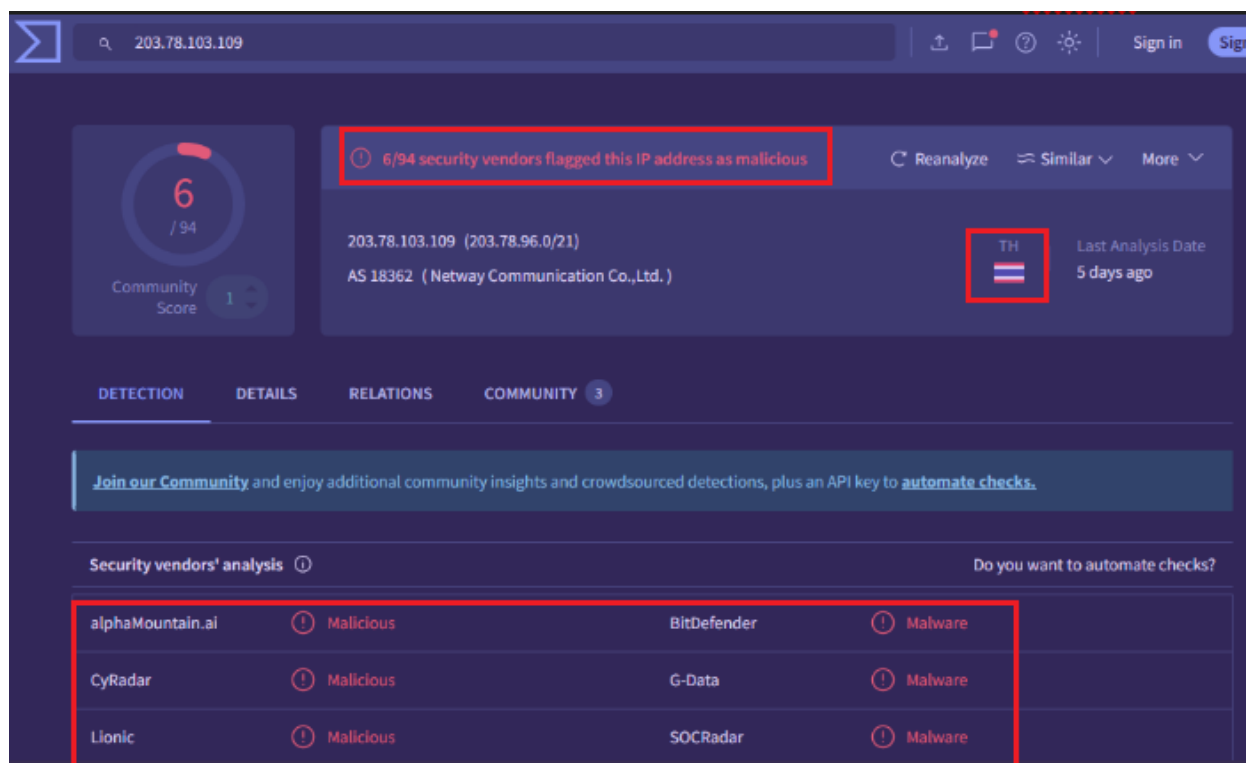 203.78.103.109
Sign in
Sig
6/94 security vendors flagged this IP address as malicious
Reanalyze
Similar
More
6
/ 94
Community
Score
1
203.78.103.109 (203.78.96.0/21)
AS 18362 ( Netway Communication Co.,Ltd. )
TH
Last Analysis Date
5 days ago
DETECTION
DETAILS
RELATIONS
COMMUNITY 3
Join our Community and enjoy additional community insights and crowdsourced detections, plus an API key to automate checks.
Security vendors' analysis
Do you want to automate checks?
alphaMountain.ai Malicious BitDefender Malware
CyRadar Malicious G-Data Malware
Lionic Malicious SOCRadar Malware